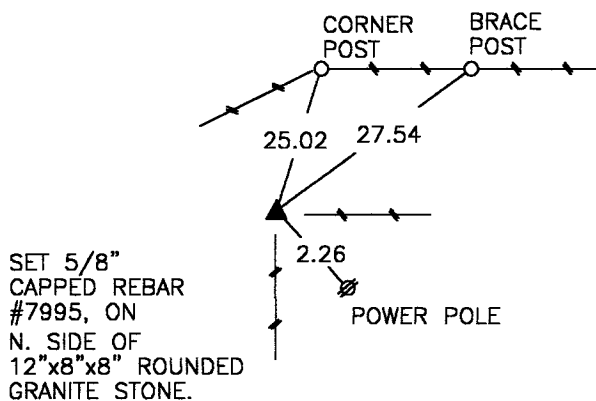 CORNER
POST
BRACE
POST
25.02
27.54
2.26
SET 5/8"
CAPPED REBAR
#7995, ON
N. SIDE OF
12"x8"x8" ROUNDED
GRANITE STONE.
POWER POLE